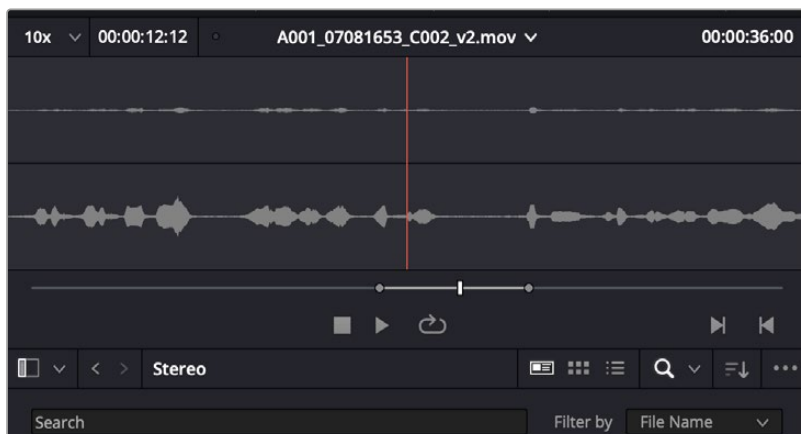 10x 00:00:12:12 A001_07081653_C002_v2.mov 00:00:36:00
Stereo
Search Filter by File Name